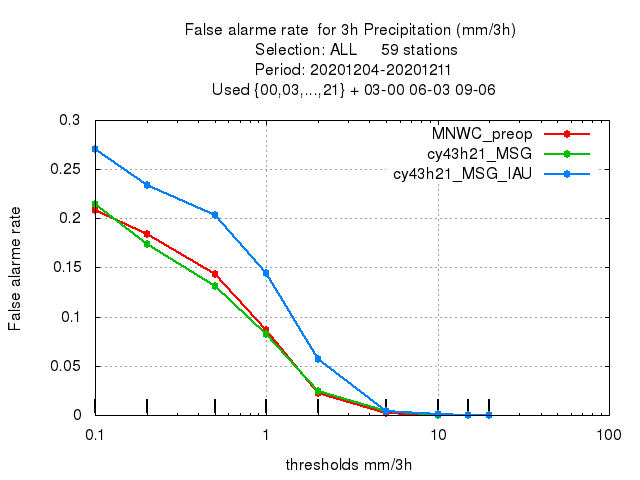 False alarme rate  for 3h Precipitation (mm/3h)
Selection: ALL     59 stations
Period: 20201204-20201211
Used {00,03,...,21} + 03-00 06-03 09-06
MNWC_preop
cy43h21_MSG
cy43h21_MSG_IAU
0.3
0.25
0.2
0.15
0.1
0.05
0
False alarme rate
0.1 1 10 100
thresholds mm/3h